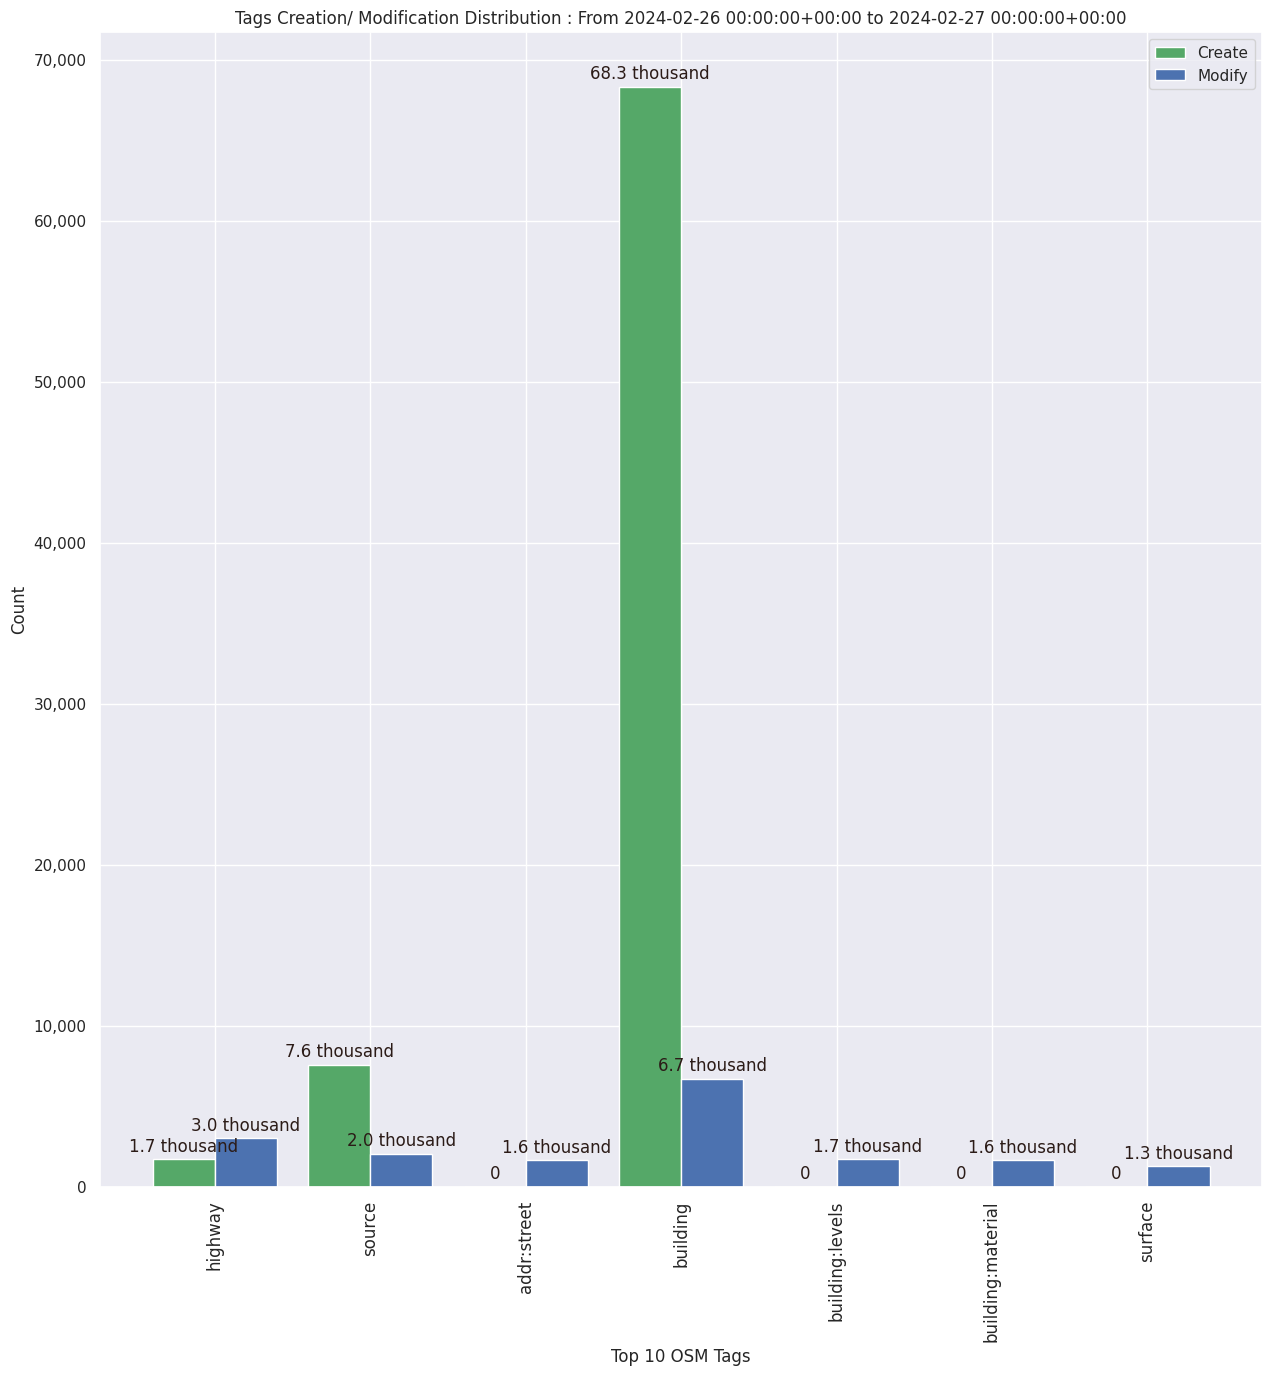 Tags Creation/ Modification Distribution : From 2024-02-26 00:00:00+00:00 to 2024-02-27 00:00:00+00:00
Create
Modify
70,000
60,000
50,000
40,000
30,000
20,000
10,000
0
Count
1.7 thousand
3.0 thousand
7.6 thousand
2.0 thousand
0
1.6 thousand
68.3 thousand
6.7 thousand
0
1.7 thousand
0
1.6 thousand
0
1.3 thousand
highway
source
addr:street
building
building:levels
building:material
surface
Top 10 OSM Tags